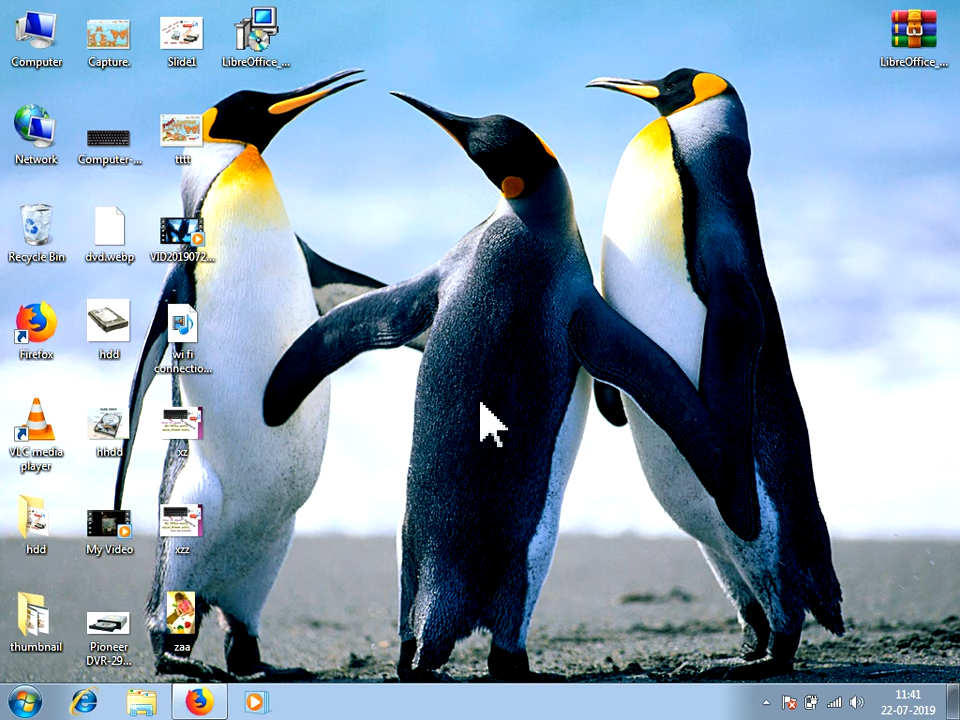 Computer
Capture.
Slide1
LibreOffice_...
LibreOffice_...
Network
Computer-...
tttt
Recycle Bin
dvd.webp
VID2019072...
Firefox
hdd
wi fi
connectio...
VLC media
player
hhdd
xz
hdd
My Video
xzz
thumbnail
Pioneer
DVR-29...
zaa
11:41
22-07-2019